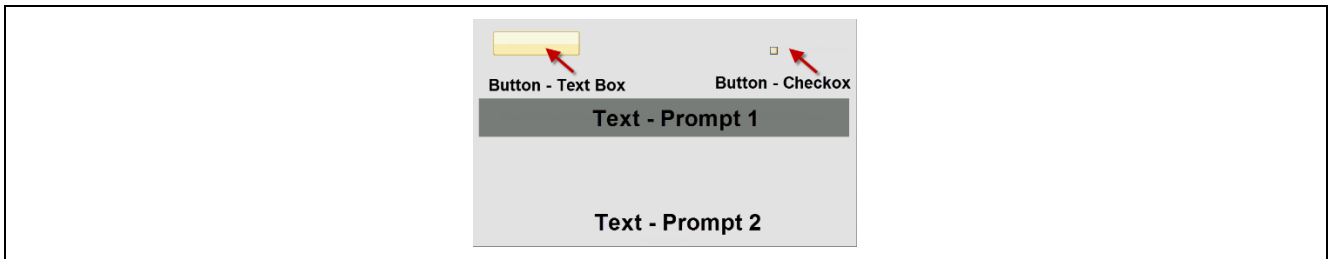 Button - Text Box
Button - Checkox
Text - Prompt 1
Text - Prompt 2